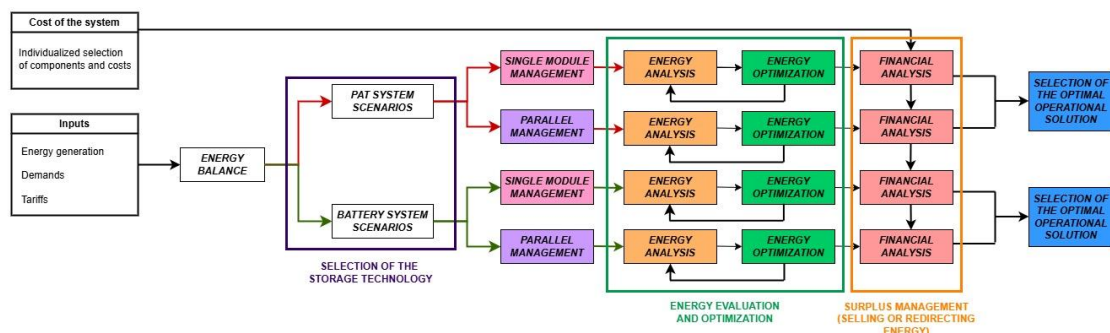 Cost of the system
Individualized selection
of components and costs
Inputs
Energy generation
Demands
Tariffs
ENERGY
BALANCE
PAT SYSTEM
SCENARIOS
BATTERY SYSTEM
SCENARIOS
SELECTION OF THE
STORAGE TECHNOLOGY
SINGLE MODULE
MANAGEMENT
ENERGY
ANALYSIS
ENERGY
OPTIMIZATION
FINANCIAL
ANALYSIS
PARALLEL
MANAGEMENT
ENERGY
ANALYSIS
ENERGY
OPTIMIZATION
FINANCIAL
ANALYSIS
SELECTION OF
THE OPTIMAL
OPERATIONAL
SOLUTION
SINGLE MODULE
MANAGEMENT
ENERGY
ANALYSIS
ENERGY
OPTIMIZATION
FINANCIAL
ANALYSIS
PARALLEL
MANAGEMENT
ENERGY
ANALYSIS
ENERGY
OPTIMIZATION
FINANCIAL
ANALYSIS
SELECTION OF
THE OPTIMAL
OPERATIONAL
SOLUTION
ENERGY EVALUATION
AND OPTIMIZATION
SURPLUS MANAGEMENT
(SELLING OR REDIRECTING
ENERGY)